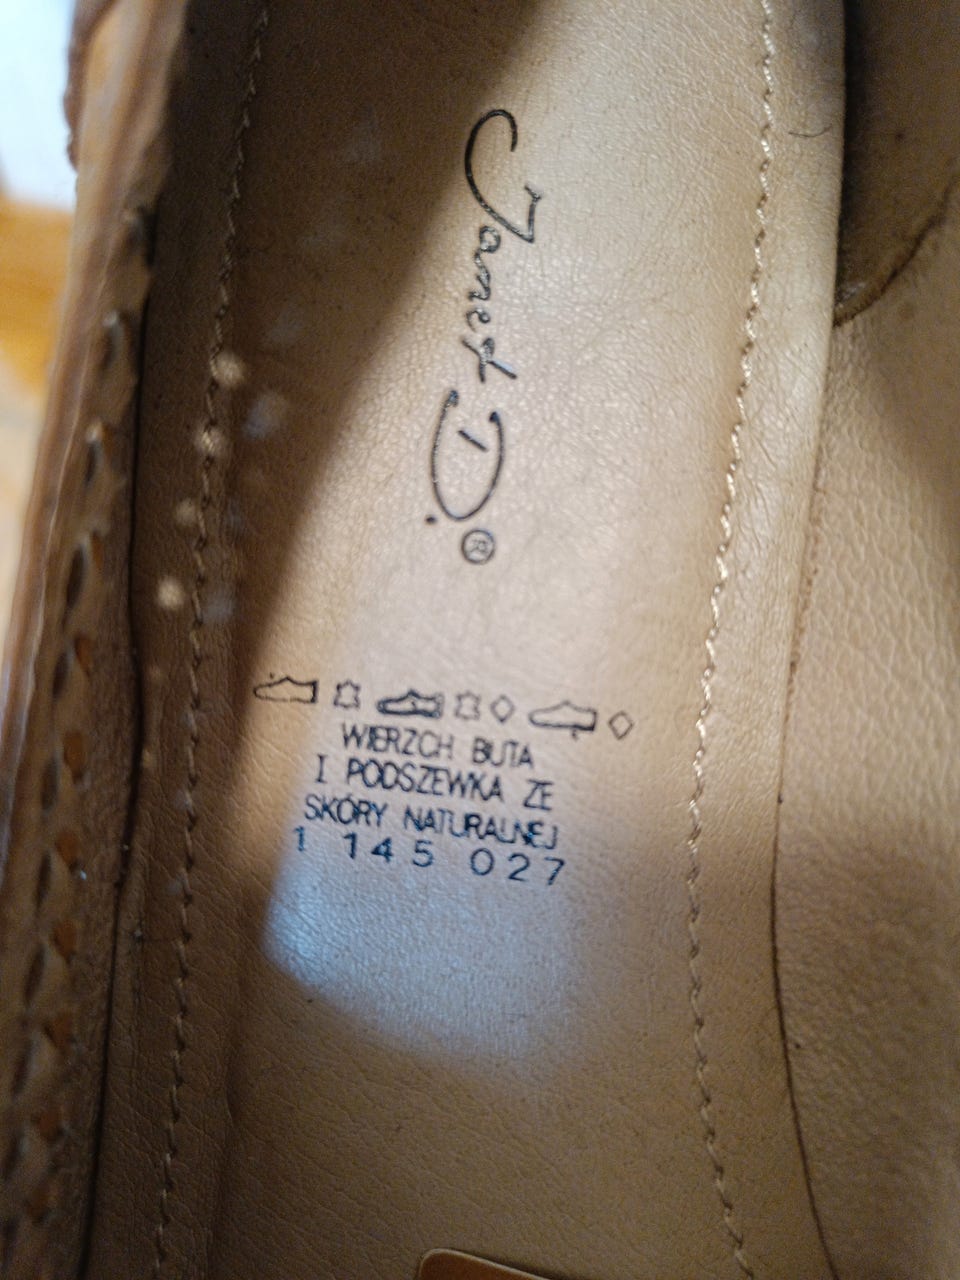 Janet D.®
WIERZCH BUTA
I PODSZEWKA ZE
SKÓRY NATURALNEJ
1 145 027